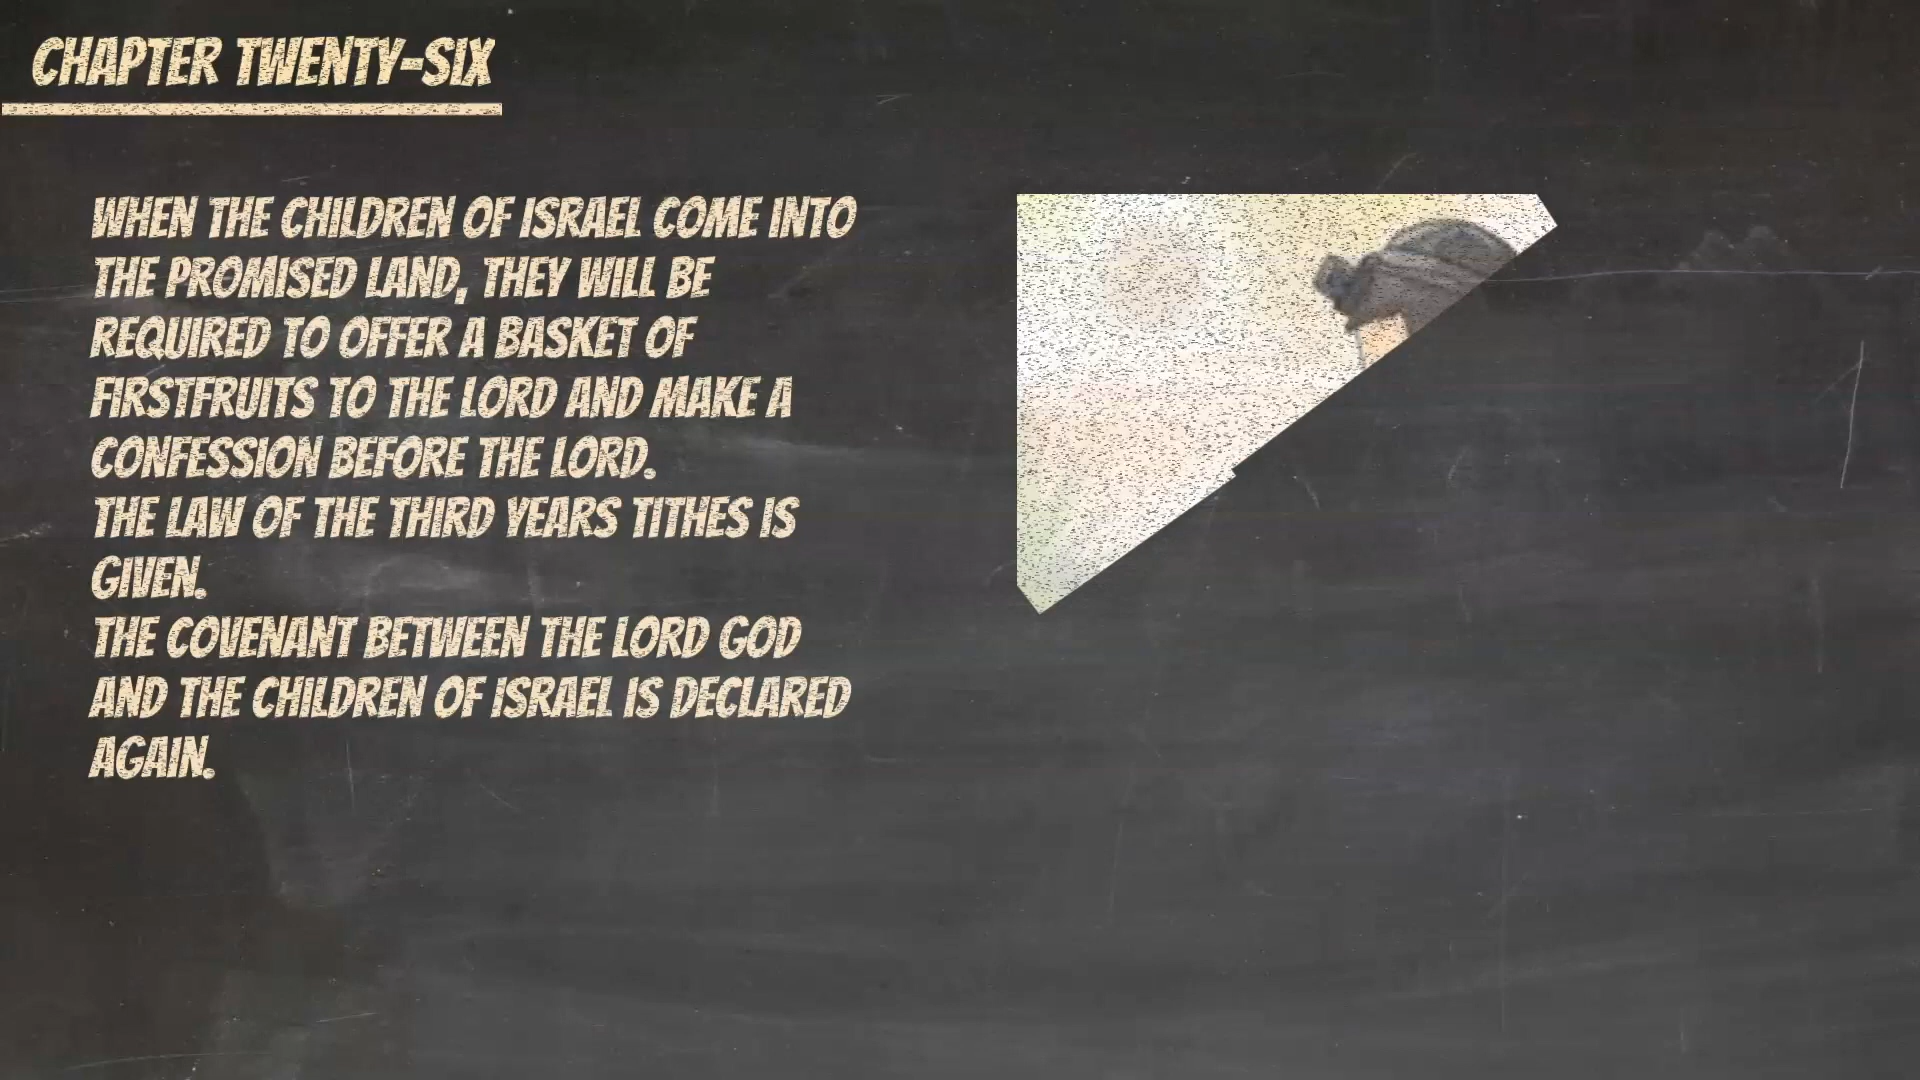 CHAPTER TWENTY-SIX
WHEN THE CHILDREN OF ISRAEL COME INTO
THE PROMISED LAND, THEY WILL BE
REQUIRED TO OFFER A BASKET OF
FIRSTFRUITS TO THE LORD AND MAKE A
CONFESSION BEFORE THE LORD.
THE LAW OF THE THIRD YEARS TITHES IS
GIVEN.
THE COVENANT BETWEEN THE LORD GOD
AND THE CHILDREN OF ISRAEL IS DECLARED
AGAIN.